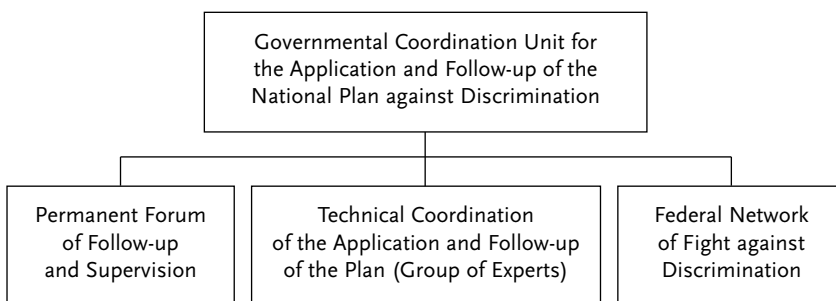 Governmental Coordination Unit for
the Application and Follow-up of the
National Plan against Discrimination
Permanent Forum
of Follow-up
and Supervision
Technical Coordination
of the Application and Follow-up
of the Plan (Group of Experts)
Federal Network
of Fight against
Discrimination